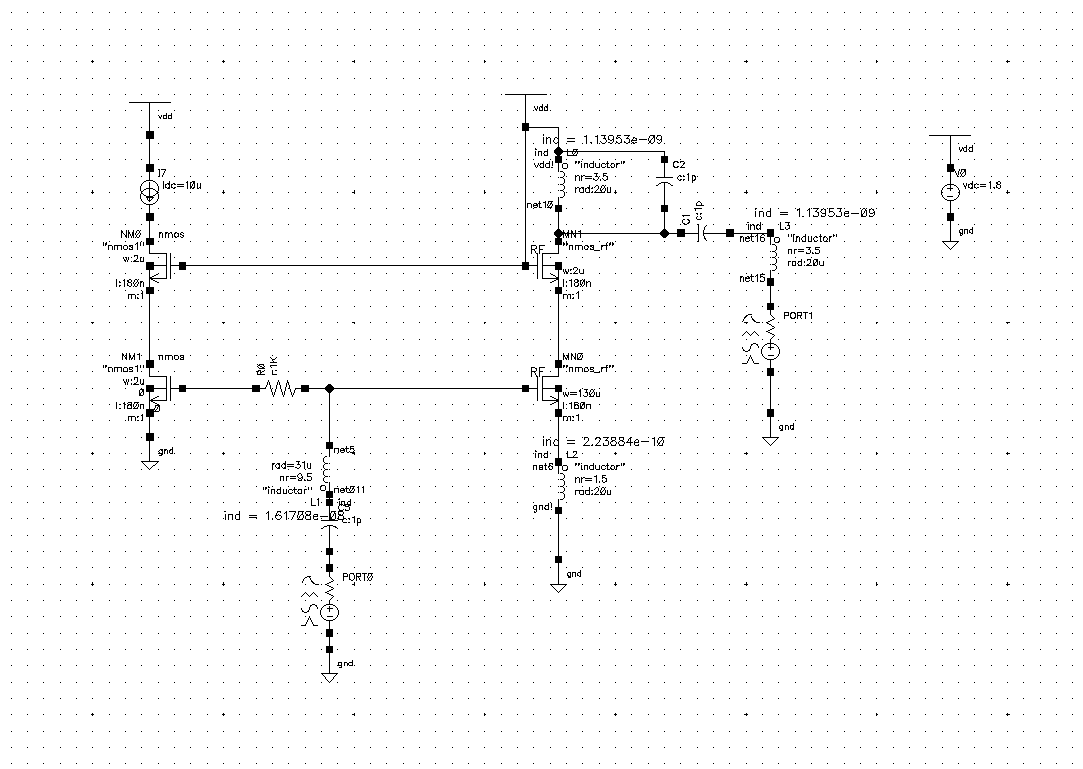 vdd
I7
Idc=10u
NM0 nmos
"nmos1"
w:2u
l:180n
m:1
NM1 nmos
"nmos1"
w:2u
0
l:180n
m:1
gnd
R0
r:1K
net5
rad=31u
nr=9.5
"inductor"
net011
L1 ind
ind = 1.61708e-08
c:1p
PORT0
gnd
vdd
ind = 1.13953e-09
ind L0
vdd! "inductor"
nr=3.5
rad:20u
net10
C2
c:1p
C1
c:1p
MN1
RF "nmos_rf"
w:2u
l:180n
m:1
MN0
RF "nmos_rf"
w=130u
l:180n
m:1
ind = 2.23884e-10
ind L2
net6 "inductor"
nr=1.5
rad:20u
gnd!
gnd
ind = 1.13953e-09
ind L3
net16 "inductor"
nr=3.5
rad:20u
net15
PORT1
gnd
vdd
V0
vdc=1.8
gnd